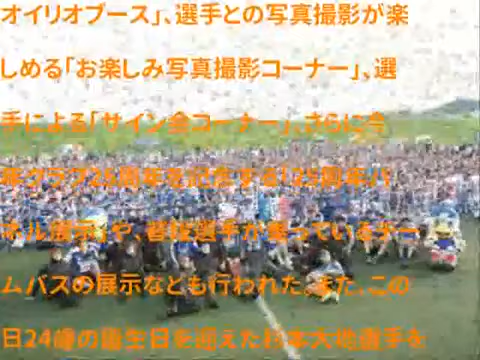 オイリオブース」、選手との写真撮影が楽
しめる「お楽しみ写真撮影コーナー」、選
手による「サイン会コーナー」、さらに今
年クラブ25周年を記念する「25周年パ
ネル展示」や、普段選手が乗っているチー
ムバスの展示なども行われた。また、この
日24歳の誕生日を迎えた杉本大地選手を